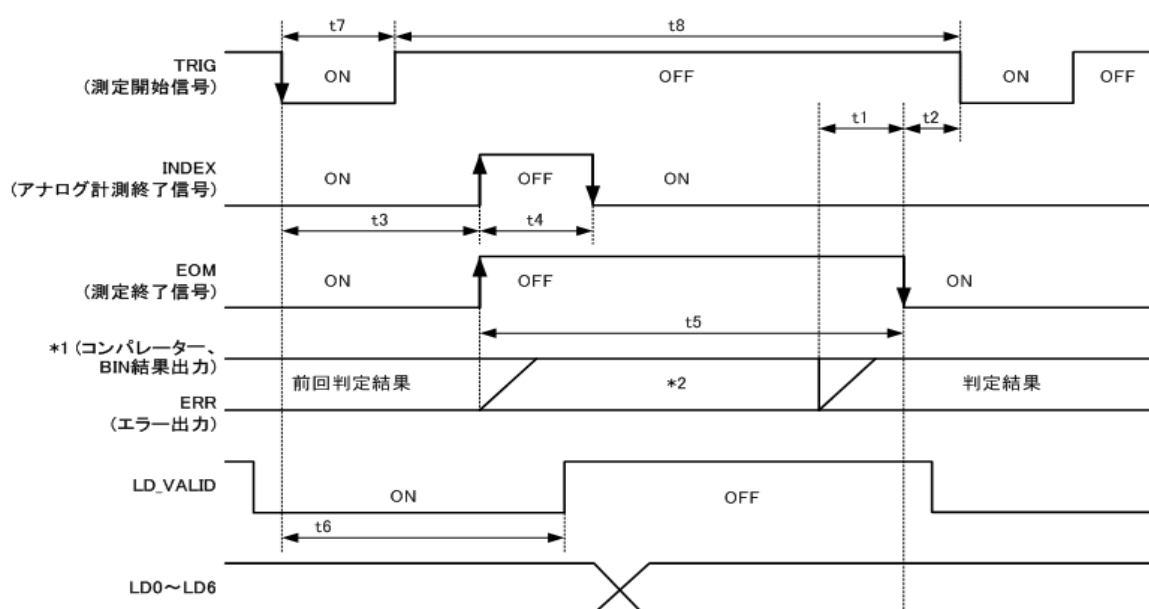 t7
t8
TRIG
(測定開始信号)
ON
OFF
ON
OFF
t1
t2
INDEX
(アナログ計測終了信号)
ON
OFF
ON
t3
t4
EOM
(測定終了信号)
ON
OFF
ON
t5
*1 (コンパレーター、
BIN結果出力)
前回判定結果
*2
判定結果
ERR
(エラー出力)
LD_VALID
ON
OFF
t6
LD0～LD6